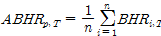 ABHR_{p,T} = \frac{1}{n} \sum_{i=1}^{n} BHR_{i,T}